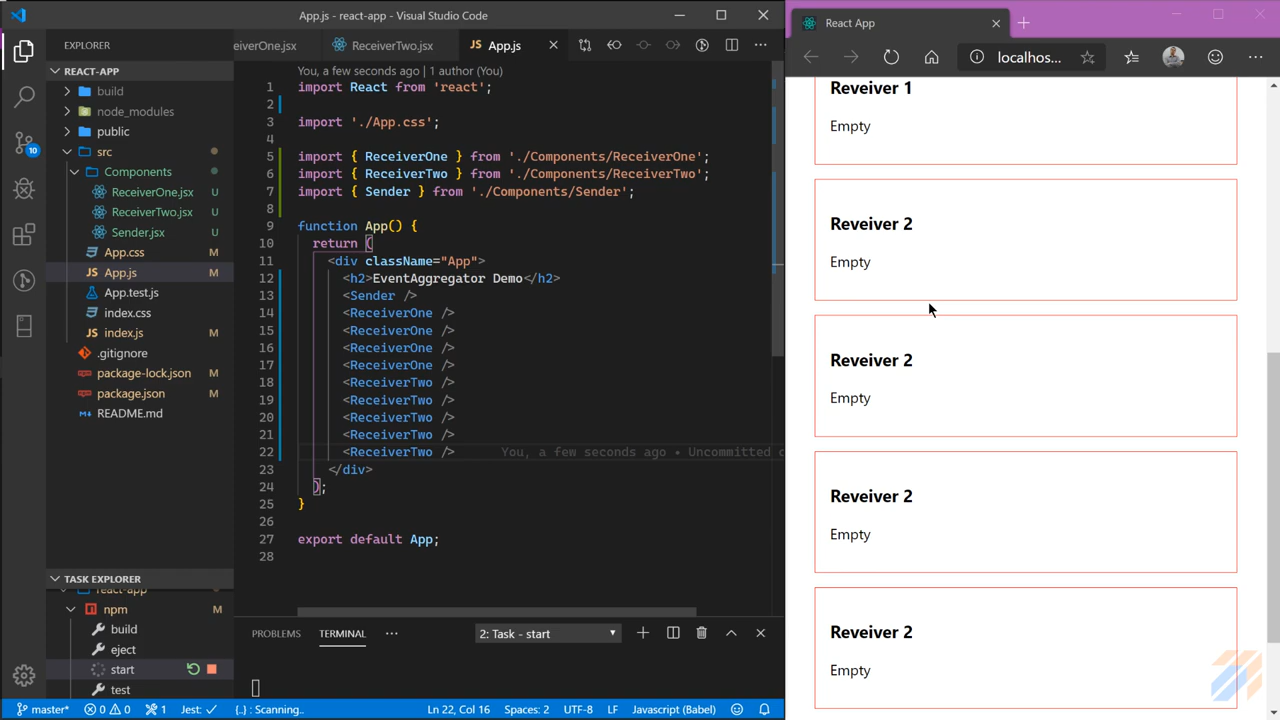 App.js - react-app - Visual Studio Code
EXPLORER
REACT-APP
build
node_modules
public
src
Components
ReceiverOne.jsx U
ReceiverTwo.jsx U
Sender.jsx U
App.css M
App.js M
App.test.js
index.css
index.js M
.gitignore
package-lock.json M
package.json M
README.md
TASK EXPLORER
react-app
npm M
build
eject
start
test
10
eiverOne.jsx
ReceiverTwo.jsx
JS App.js
You, a few seconds ago | 1 author (You)
1 import React from 'react';
2
3 import './App.css';
4
5 import { ReceiverOne } from './Components/ReceiverOne';
6 import { ReceiverTwo } from './Components/ReceiverTwo';
7 import { Sender } from './Components/Sender';
8
9 function App() {
10 return (
11 <div className="App">
12 <h2>EventAggregator Demo</h2>
13 <Sender />
14 <ReceiverOne />
15 <ReceiverOne />
16 <ReceiverOne />
17 <ReceiverOne />
18 <ReceiverTwo />
19 <ReceiverTwo />
20 <ReceiverTwo />
21 <ReceiverTwo />
22 <ReceiverTwo /> You, a few seconds ago • Uncommitted c
23 </div>
24 );
25 }
26
27 export default App;
28
PROBLEMS
TERMINAL
2: Task - start
master*
0
0
1
Jest:
{..} : Scanning..
Ln 22, Col 16
Spaces: 2
UTF-8
LF
Javascript (Babel)
React App
localhos...
Reveiver 1
Empty
Reveiver 2
Empty
Reveiver 2
Empty
Reveiver 2
Empty
Reveiver 2
Empty